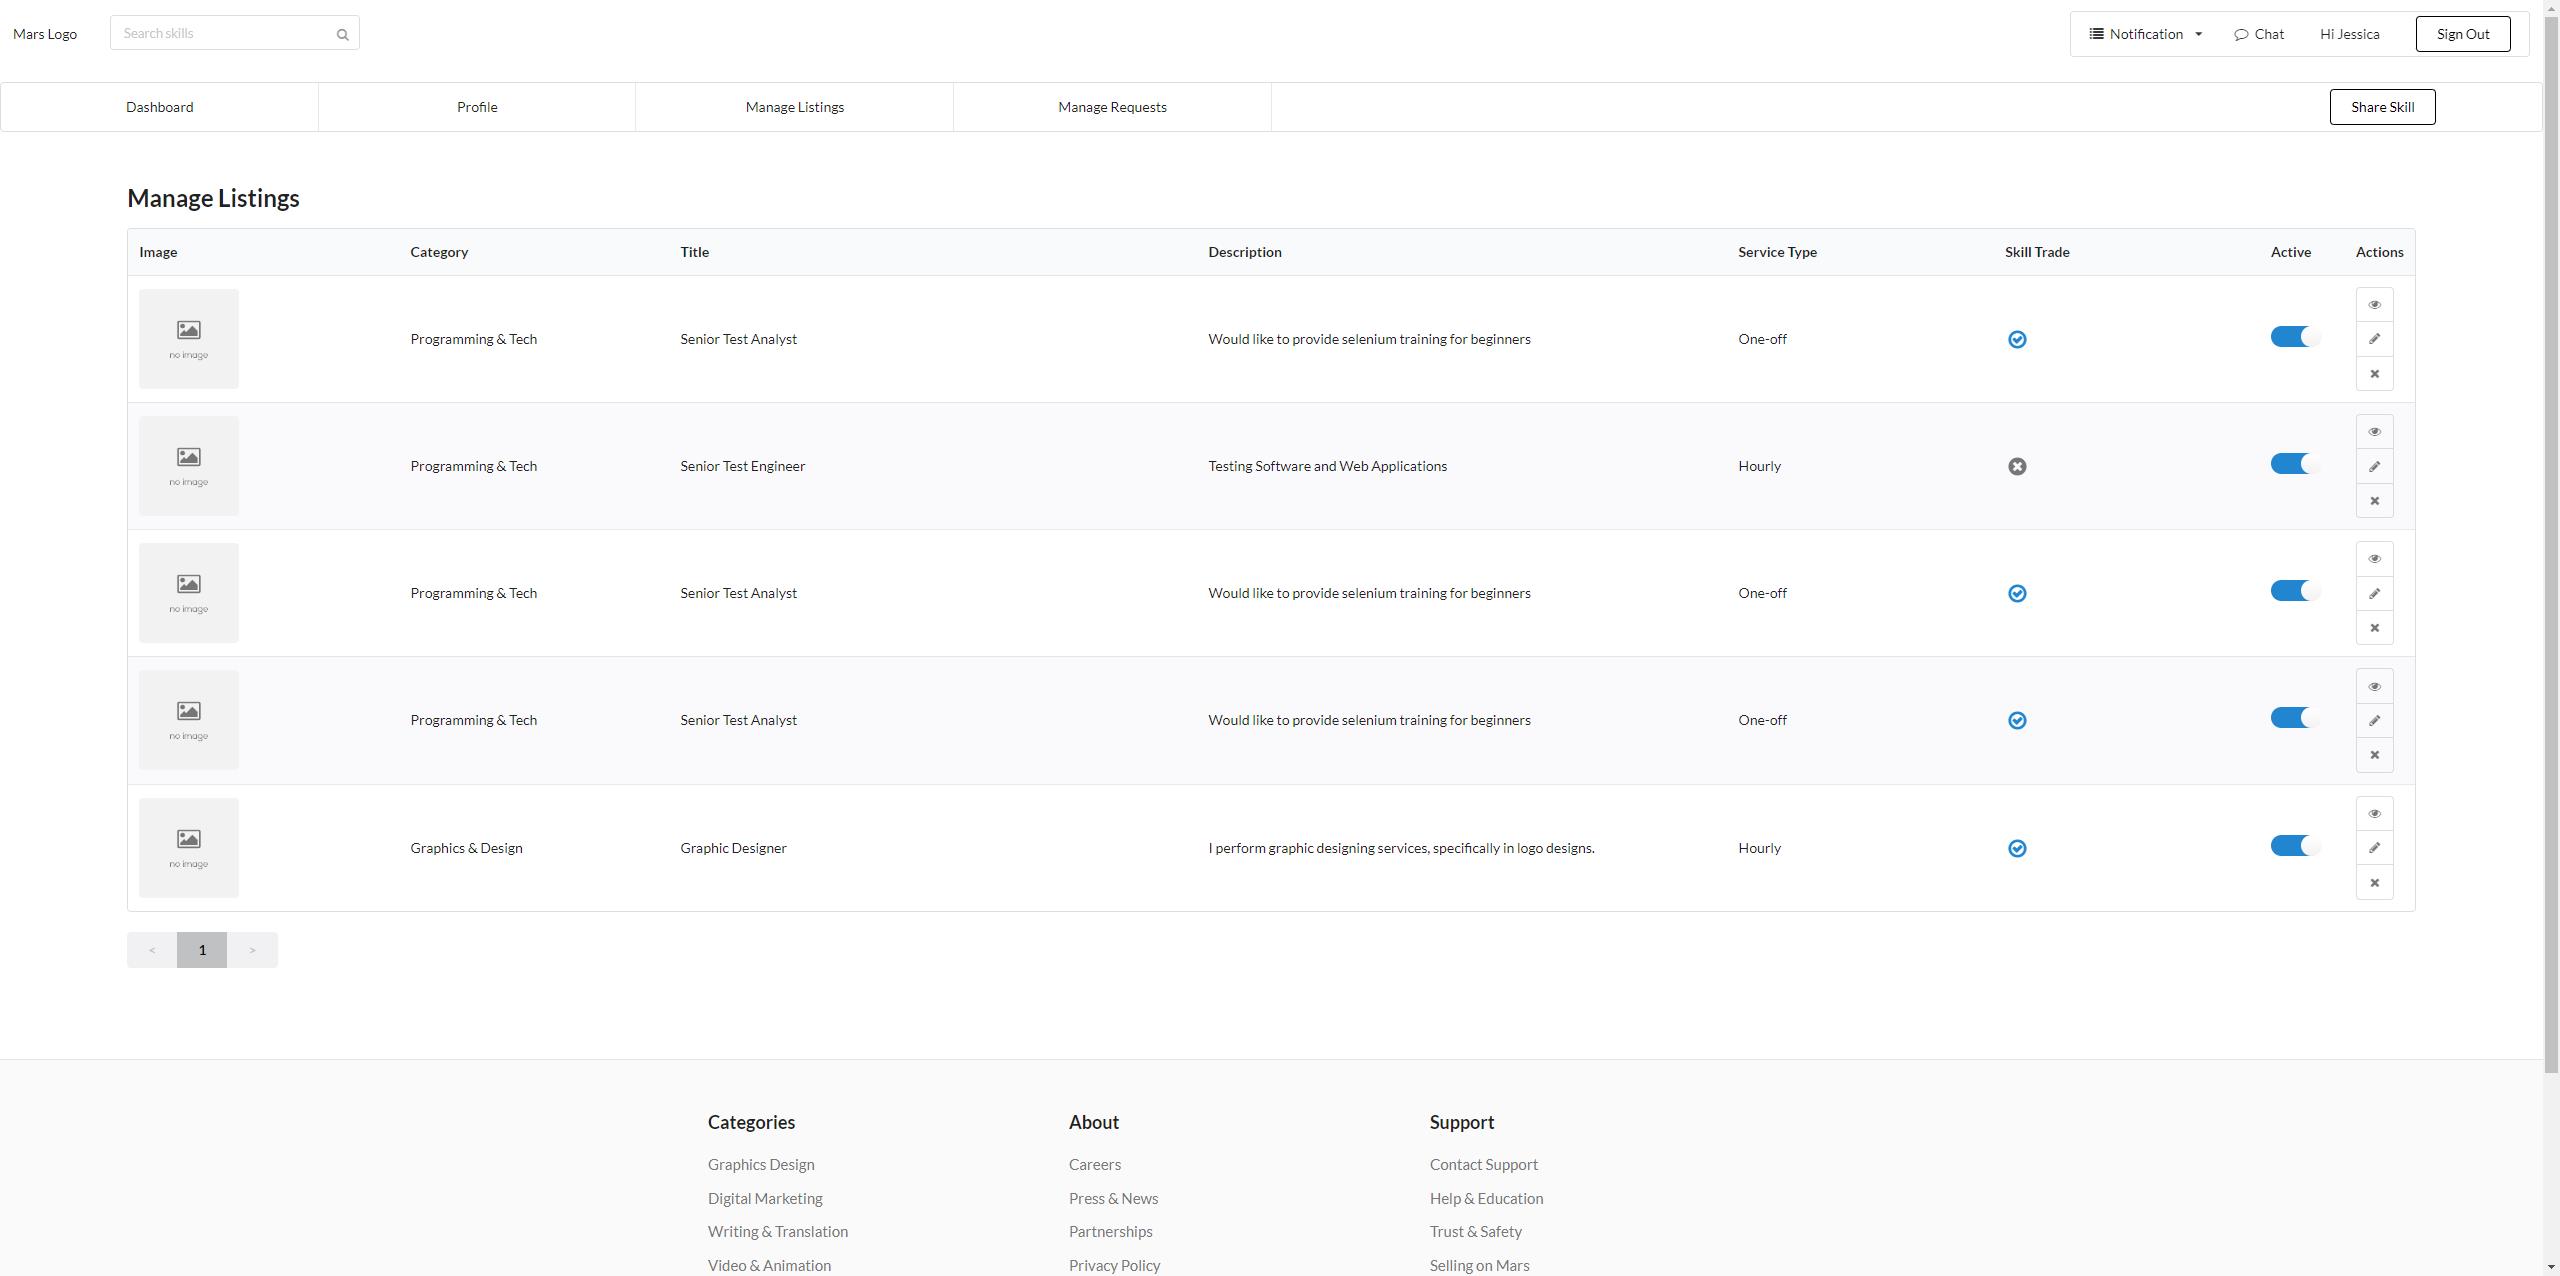 Mars Logo
Search skills
Notification
Chat
Hi Jessica
Sign Out
Dashboard
Profile
Manage Listings
Manage Requests
Share Skill
Manage Listings
Image Category Title Description Service Type Skill Trade Active Actions
no image Programming & Tech Senior Test Analyst Would like to provide selenium training for beginners One-off
no image Programming & Tech Senior Test Engineer Testing Software and Web Applications Hourly
no image Programming & Tech Senior Test Analyst Would like to provide selenium training for beginners One-off
no image Programming & Tech Senior Test Analyst Would like to provide selenium training for beginners One-off
no image Graphics & Design Graphic Designer I perform graphic designing services, specifically in logo designs. Hourly
< 1 >
Categories
Graphics Design
Digital Marketing
Writing & Translation
Video & Animation
About
Careers
Press & News
Partnerships
Privacy Policy
Support
Contact Support
Help & Education
Trust & Safety
Selling on Mars